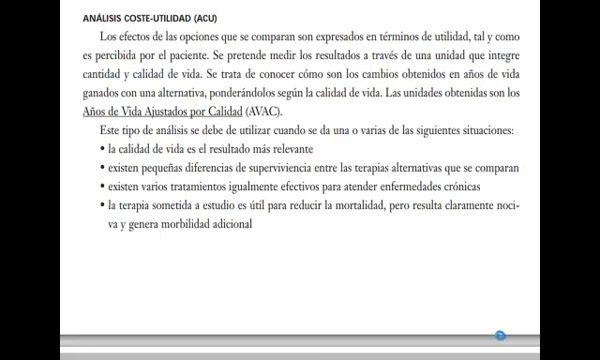 ANÁLISIS COSTE-UTILIDAD (ACU)
Los efectos de las opciones que se comparan son expresados en términos de utilidad, tal y como
es percibida por el paciente. Se pretende medir los resultados a través de una unidad que integre
cantidad y calidad de vida. Se trata de conocer cómo son los cambios obtenidos en años de vida
ganados con una alternativa, ponderándolos según la calidad de vida. Las unidades obtenidas son los
Años de Vida Ajustados por Calidad (AVAC).
Este tipo de análisis se debe de utilizar cuando se da una o varias de las siguientes situaciones:
• la calidad de vida es el resultado más relevante
• existen pequeñas diferencias de superviviencia entre las terapias alternativas que se comparan
• existen varios tratamientos igualmente efectivos para atender enfermedades crónicas
• la terapia sometida a estudio es útil para reducir la mortalidad, pero resulta claramente noci-
va y genera morbilidad adicional